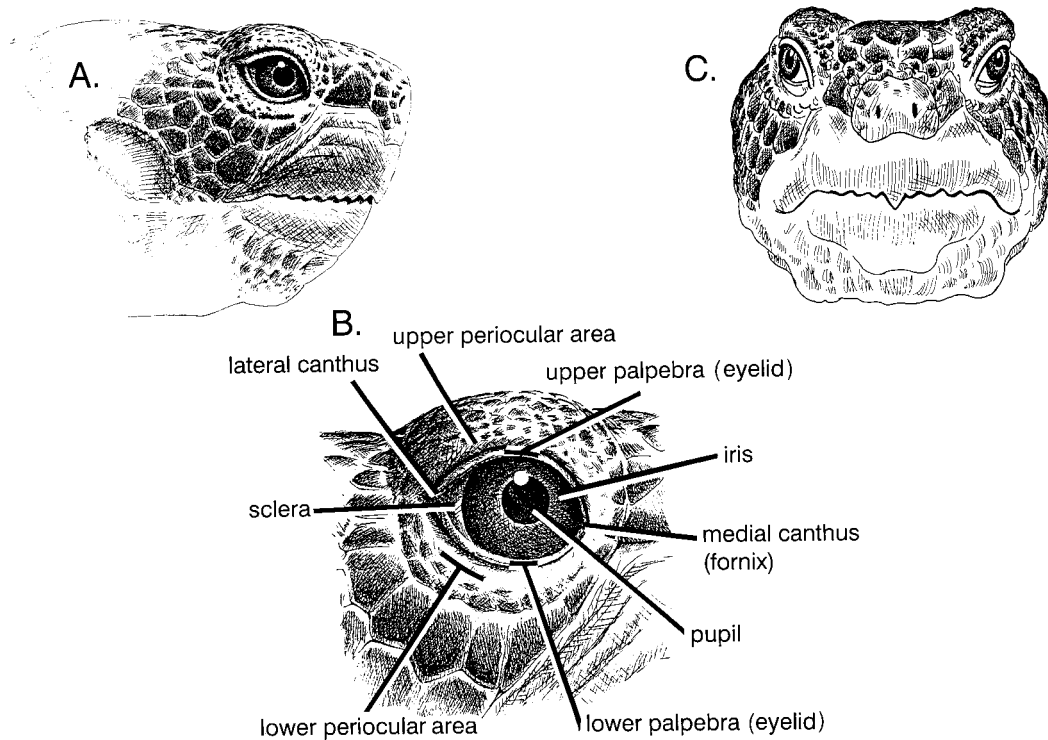 A.
C.
B.
upper periocular area
lateral canthus
upper palpebra (eyelid)
iris
sclera
medial canthus
(fornix)
pupil
lower periocular area
lower palpebra (eyelid)